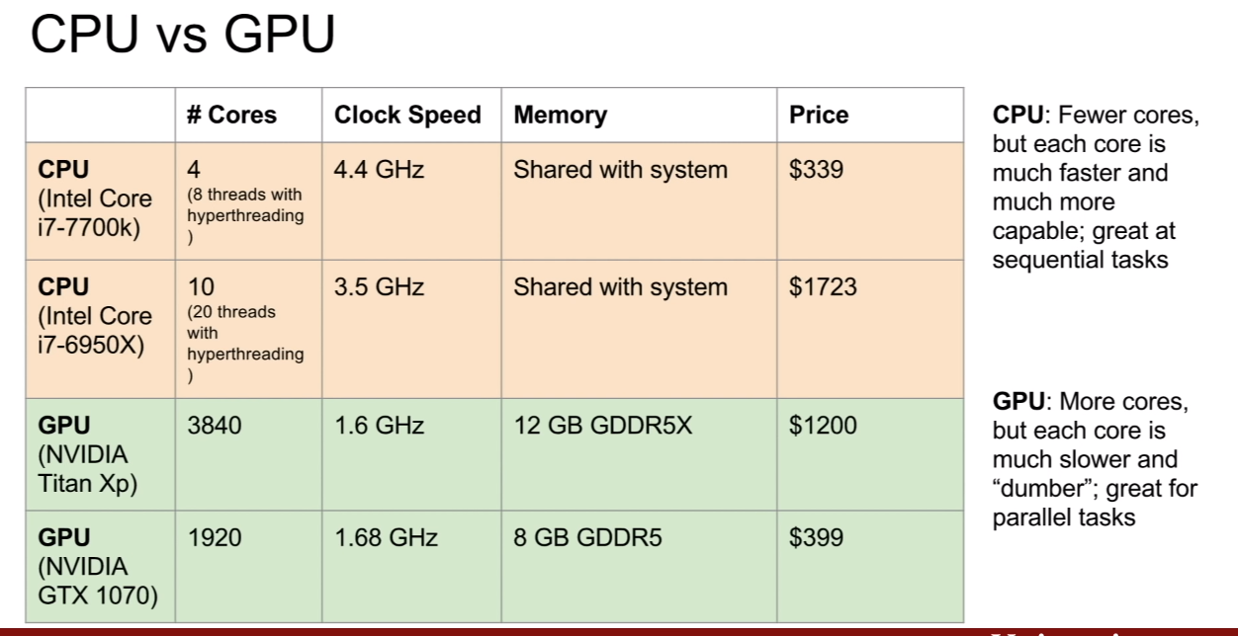 CPU vs GPU
# Cores Clock Speed Memory Price
CPU
(Intel Core
i7-7700k)
4
(8 threads with
hyperthreading
)
4.4 GHz
Shared with system
$339
CPU
(Intel Core
i7-6950X)
10
(20 threads
with
hyperthreading
)
3.5 GHz
Shared with system
$1723
GPU
(NVIDIA
Titan Xp)
3840
1.6 GHz
12 GB GDDR5X
$1200
GPU
(NVIDIA
GTX 1070)
1920
1.68 GHz
8 GB GDDR5
$399
CPU: Fewer cores,
but each core is
much faster and
much more
capable; great at
sequential tasks
GPU: More cores,
but each core is
much slower and
“dumber”; great for
parallel tasks